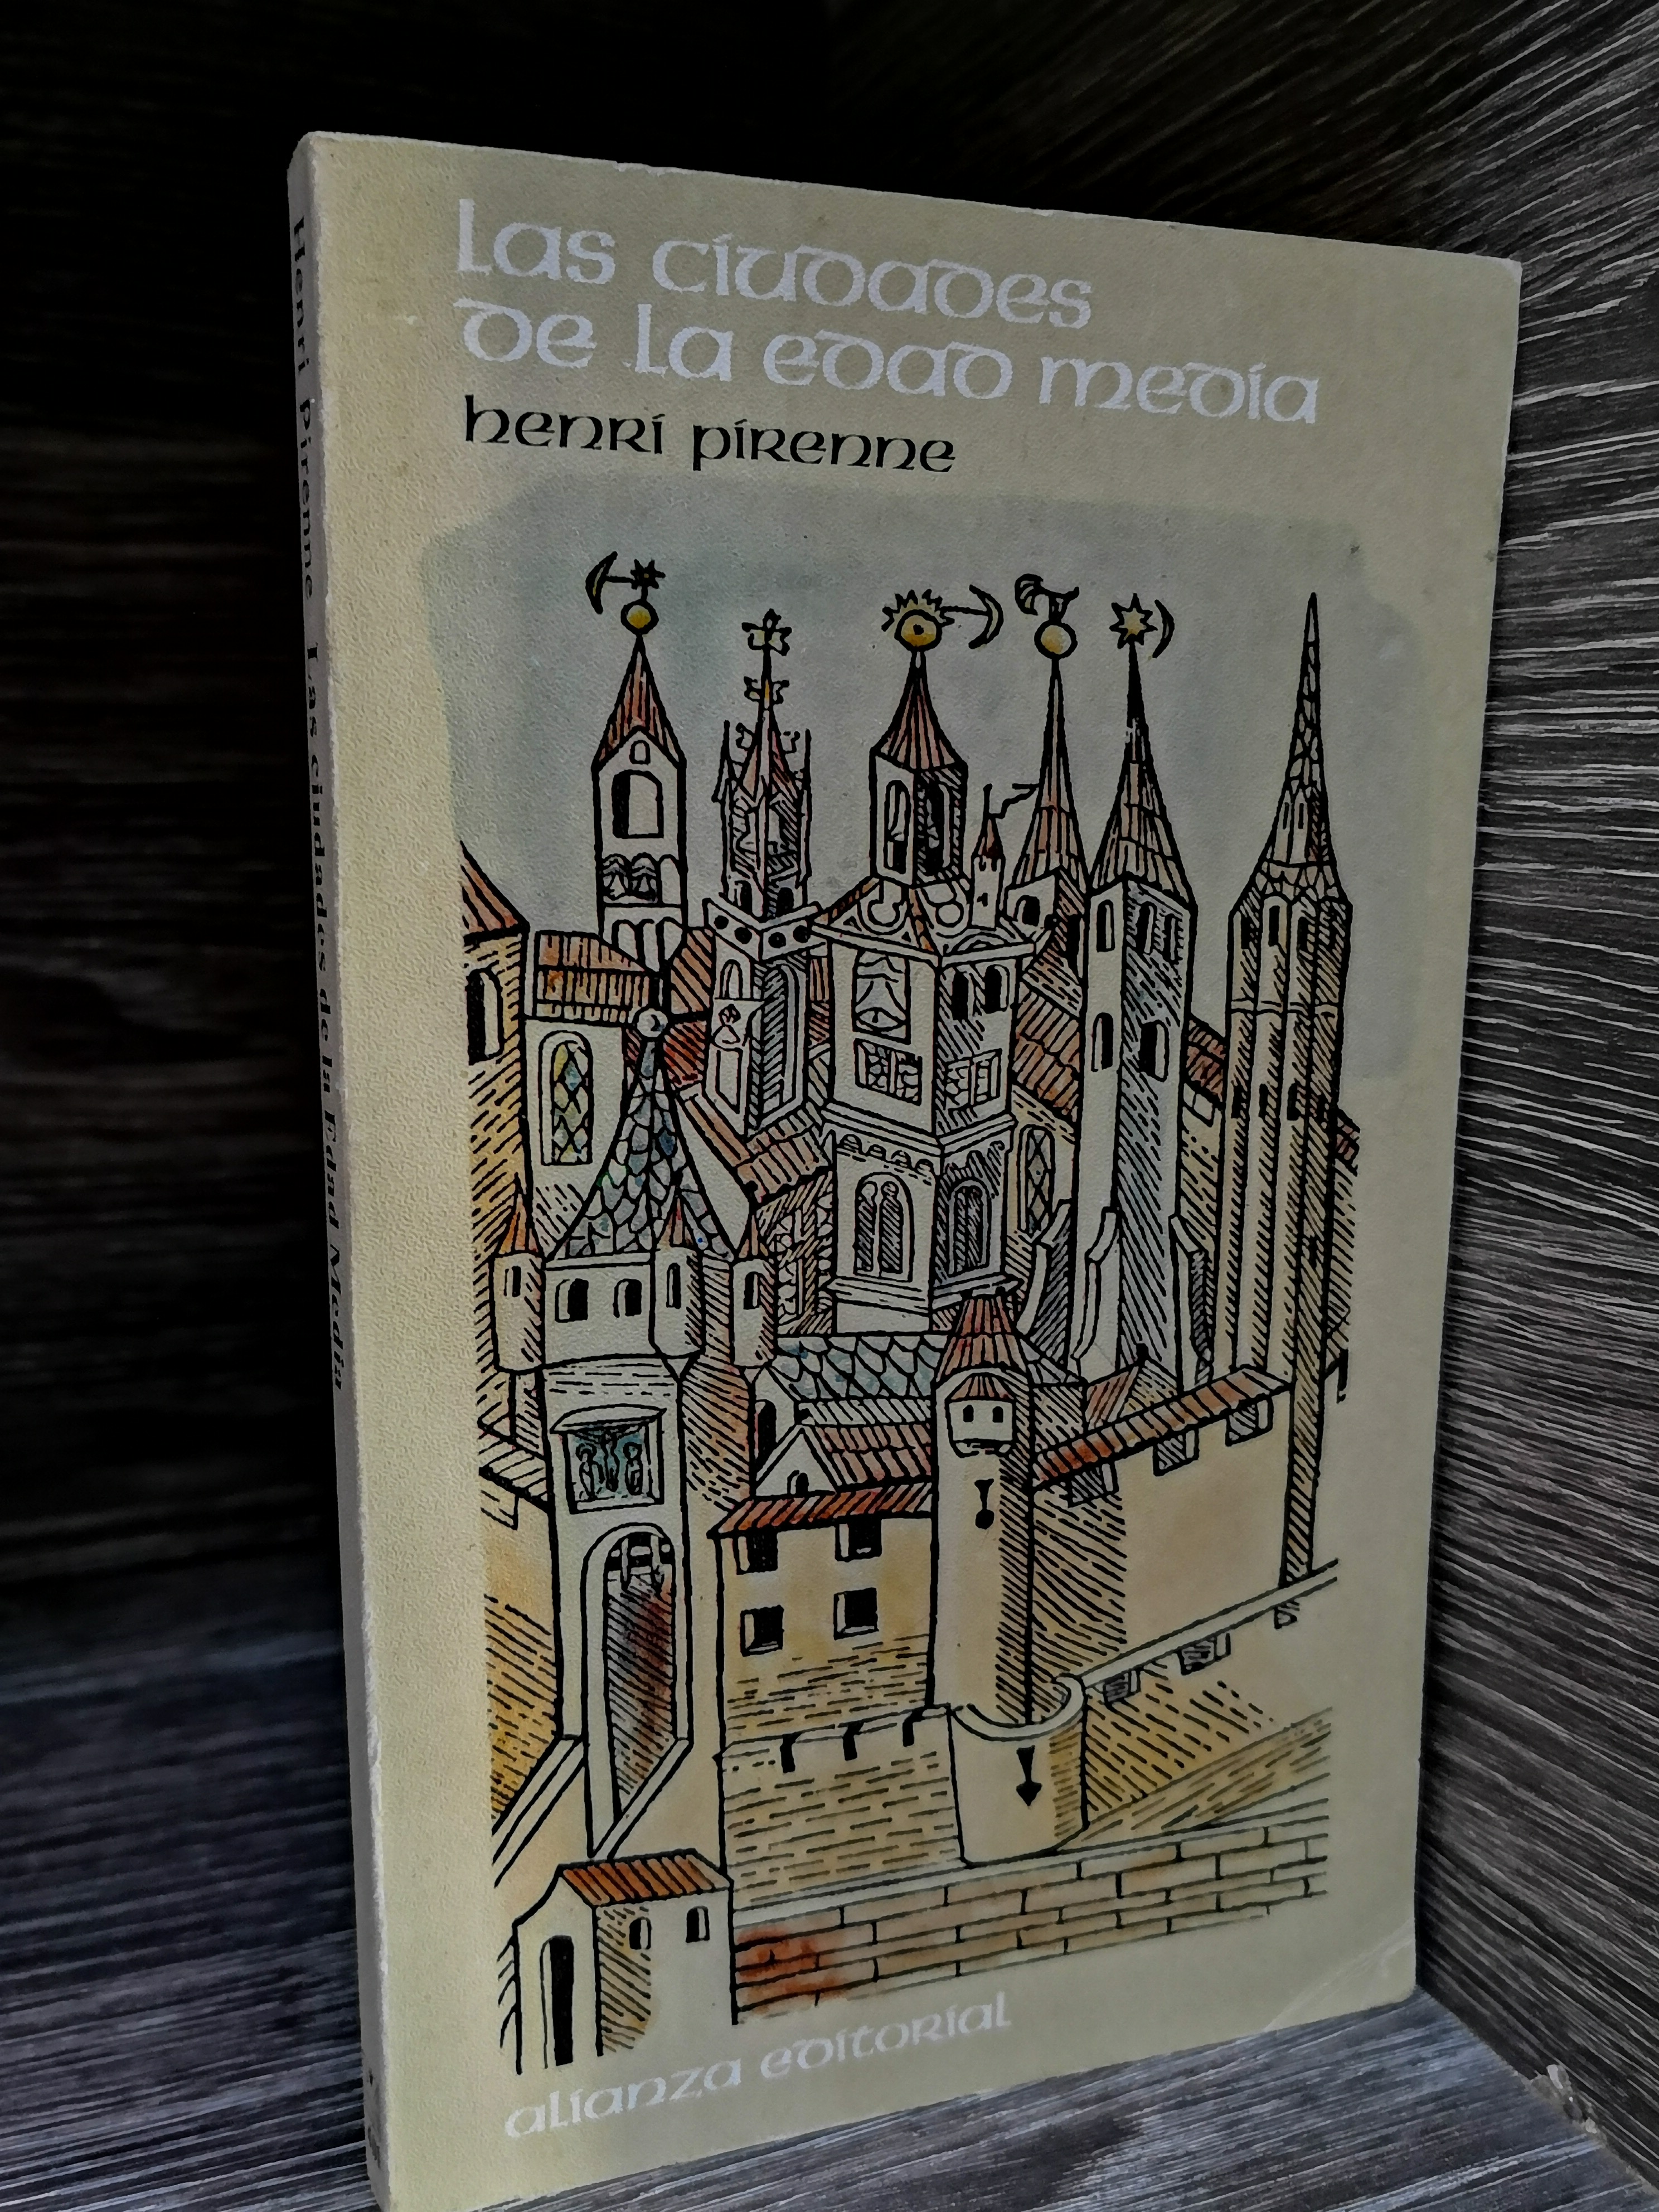 Las ciudades
de la edad media
henri pirenne
alianza editorial
Henri Pirenne Las ciudades de la Edad Media